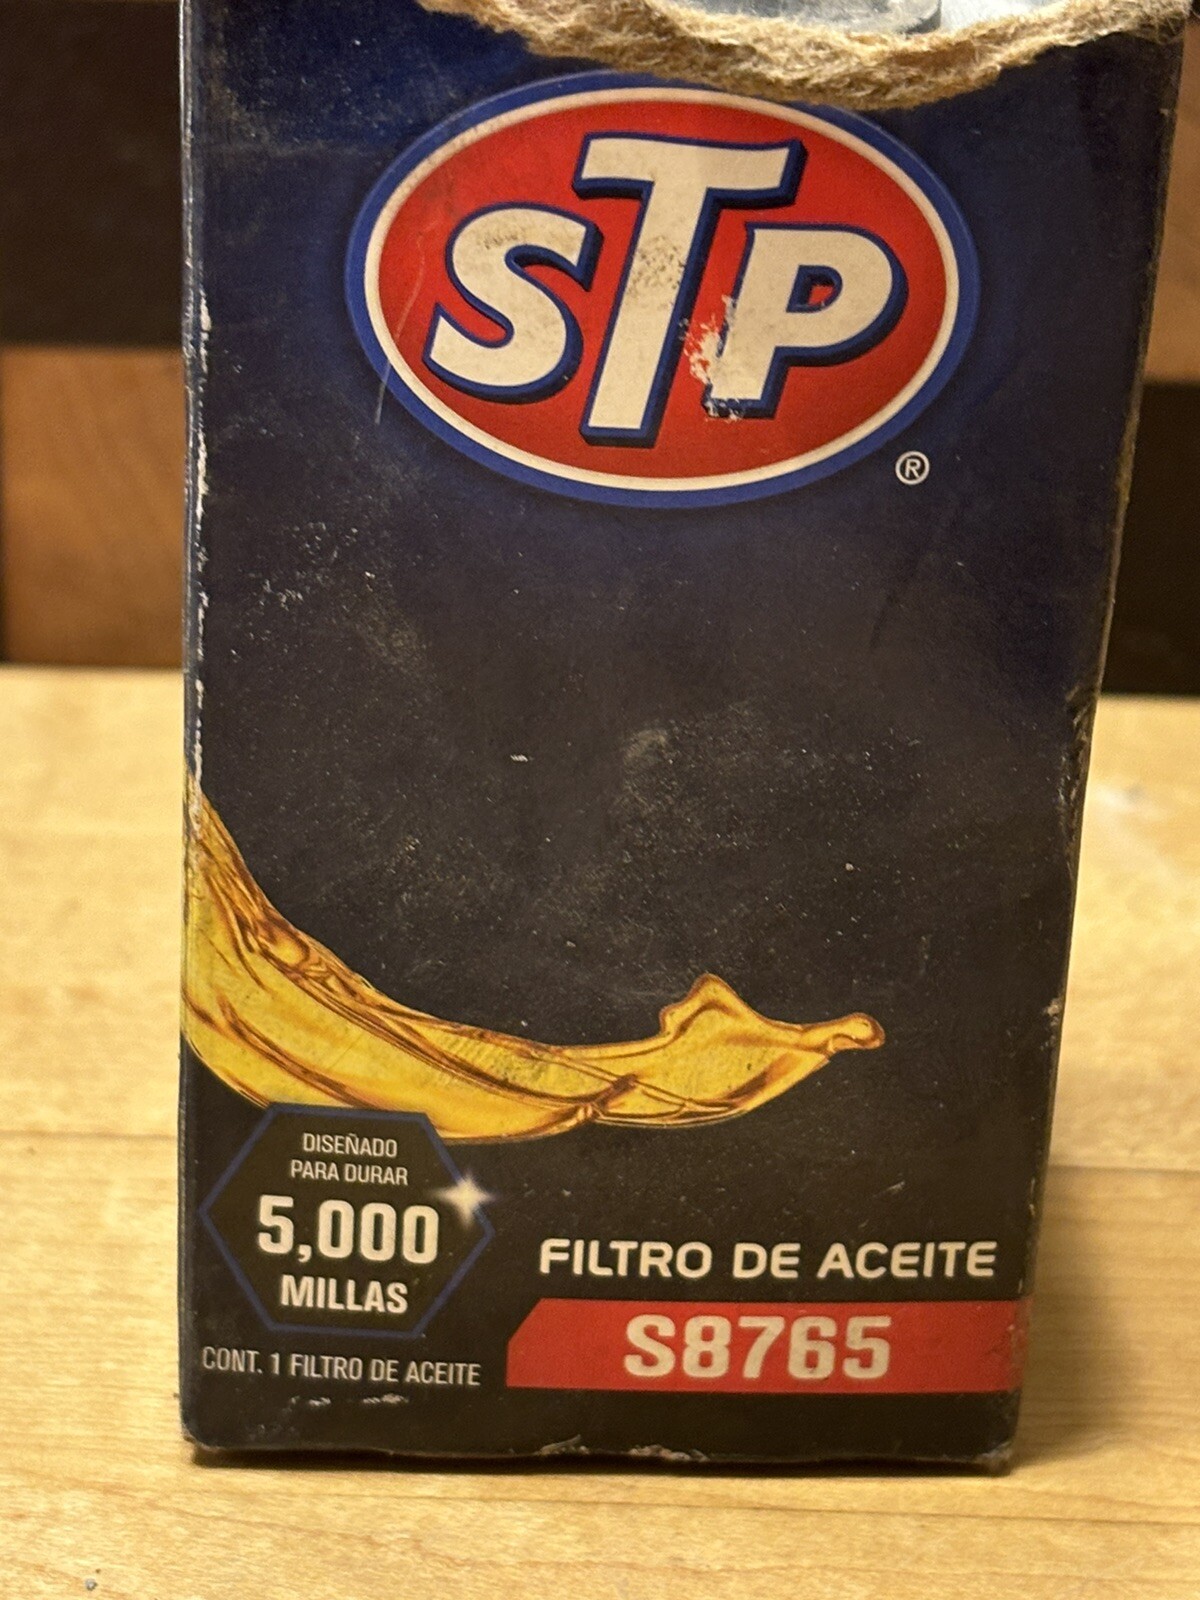 STP
®
DISEÑADO
PARA DURAR
5,000
MILLAS
CONT. 1 FILTRO DE ACEITE
FILTRO DE ACEITE
S8765